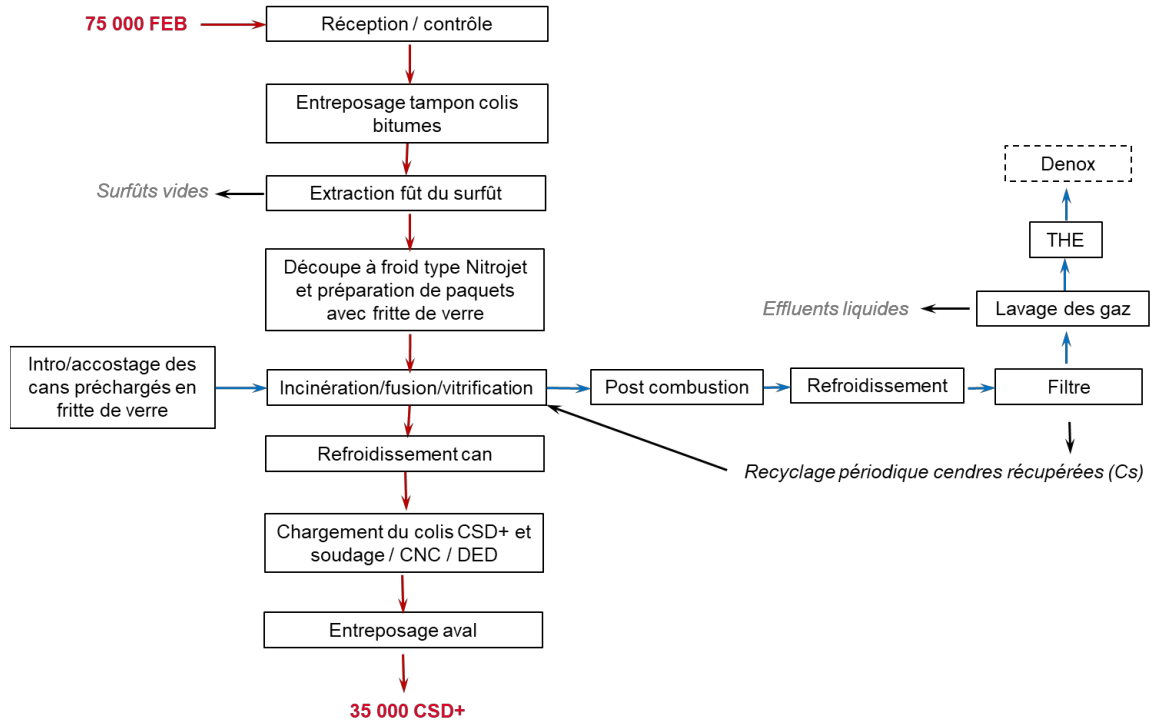 75 000 FEB
Réception / contrôle
Entreposage tampon colis
bitumes
Denox
Surfûts vides
Extraction fût du surfût
THE
Découpe à froid type Nitrojet
et préparation de paquets
avec fritte de verre
Effluents liquides
Lavage des gaz
Intro/accostage des
cans préchargés en
fritte de verre
Incinération/fusion/vitrification
Post combustion
Refroidissement
Filtre
Refroidissement can
Recyclage périodique cendres récupérées (Cs)
Chargement du colis CSD+ et
soudage / CNC / DED
Entreposage aval
35 000 CSD+